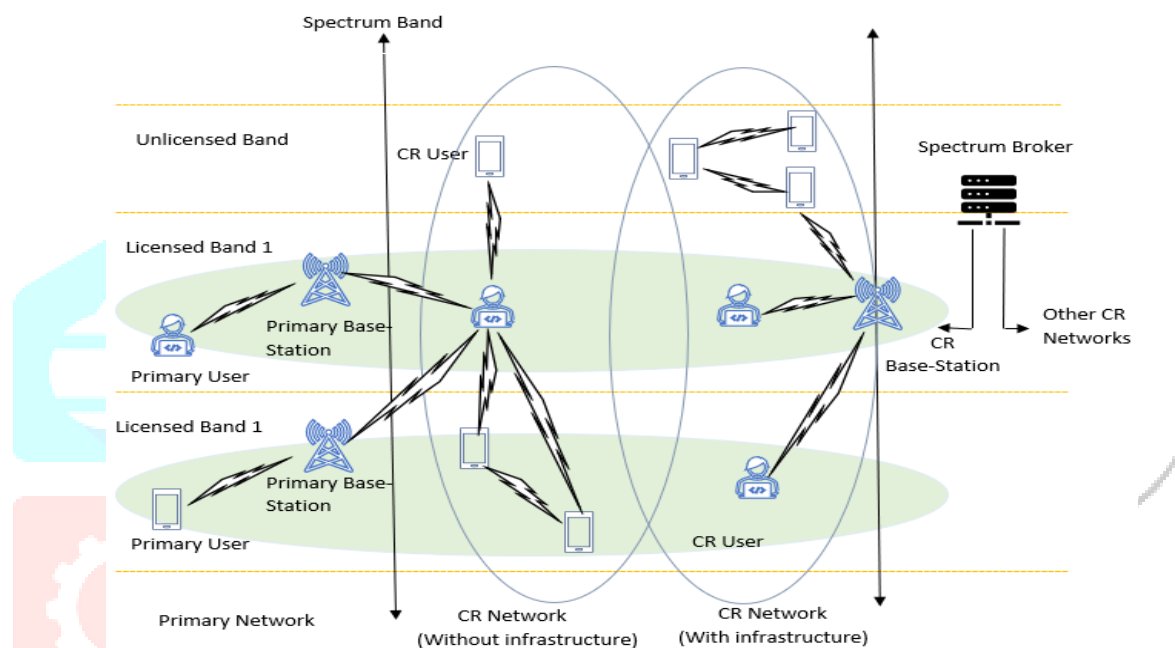 Spectrum Band
Unlicensed Band
CR User
Spectrum Broker
Licensed Band 1
Primary Base-
Station
Primary User
Other CR
Networks
CR
Base-Station
Licensed Band 1
Primary Base-
Station
Primary User
CR User
Primary Network
CR Network
(Without infrastructure)
CR Network
(With infrastructure)